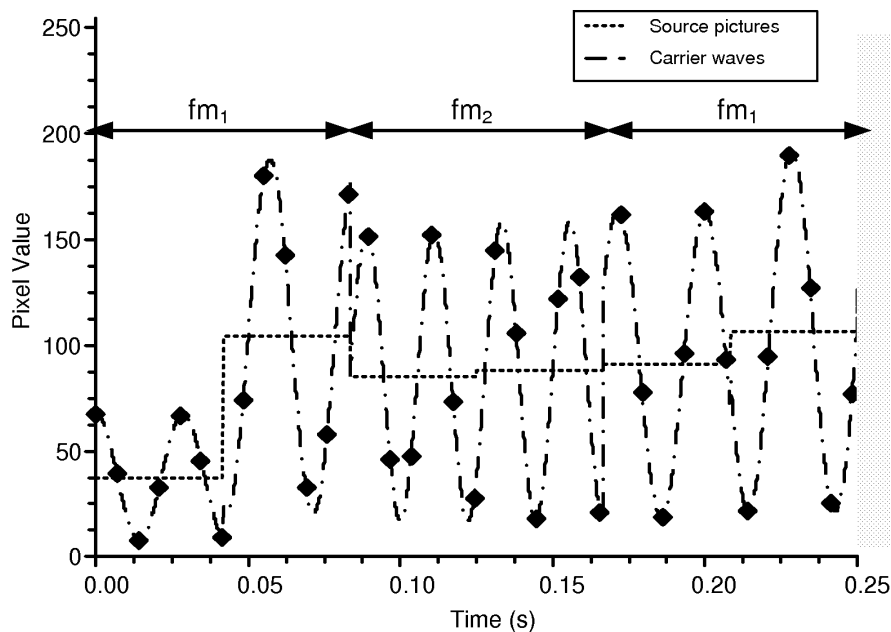 250
Source pictures
Carrier waves
fm₁ fm₂ fm₁
200
150
100
50
0
Pixel Value
0.00 0.05 0.10 0.15 0.20 0.25
Time (s)